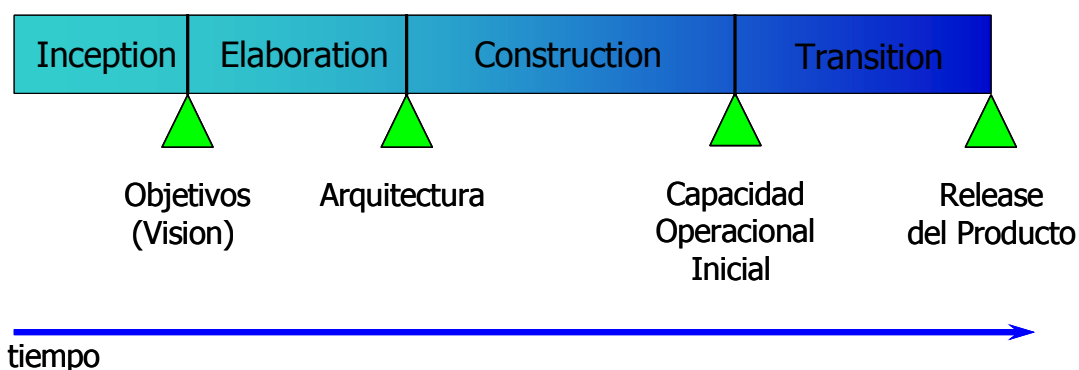 Inception Elaboration Construction Transition
Objetivos
(Vision)
Arquitectura
Capacidad
Operacional
Inicial
Release
del Producto
tiempo